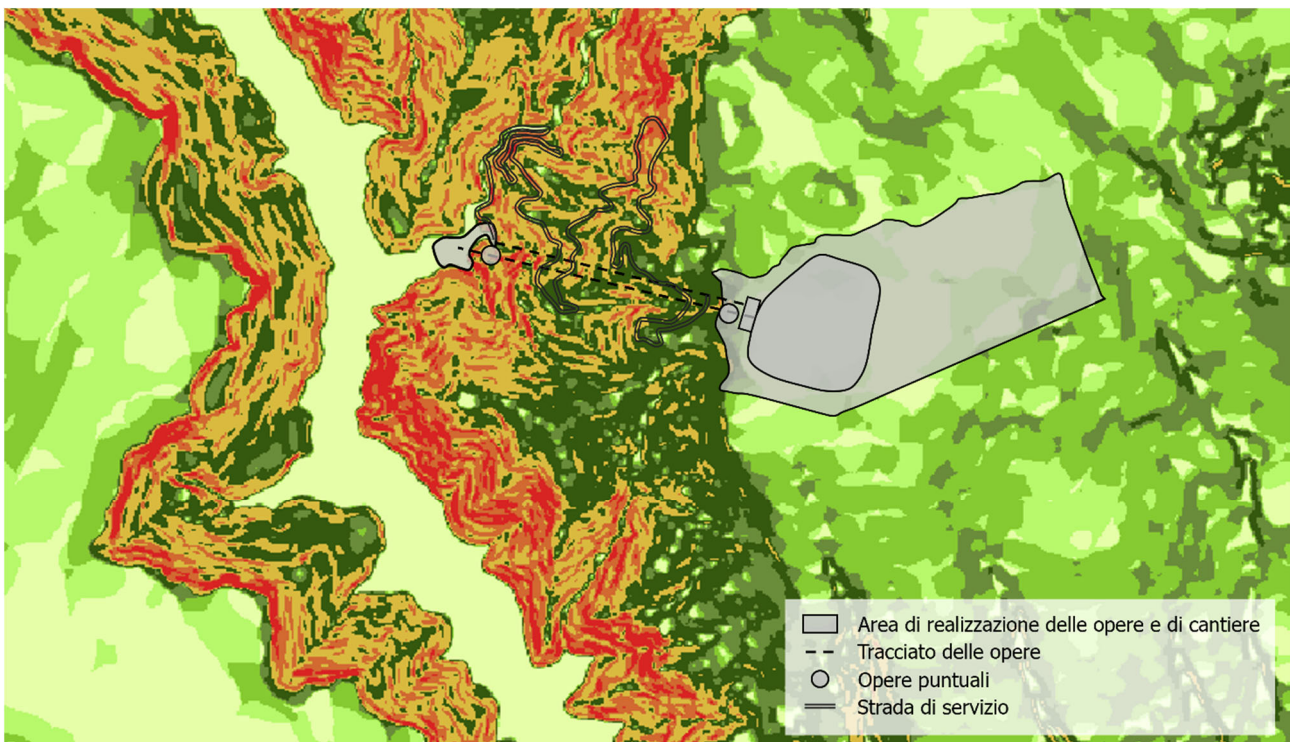 Area di realizzazione delle opere e di cantiere
Tracciato delle opere
Opere puntuali
Strada di servizio